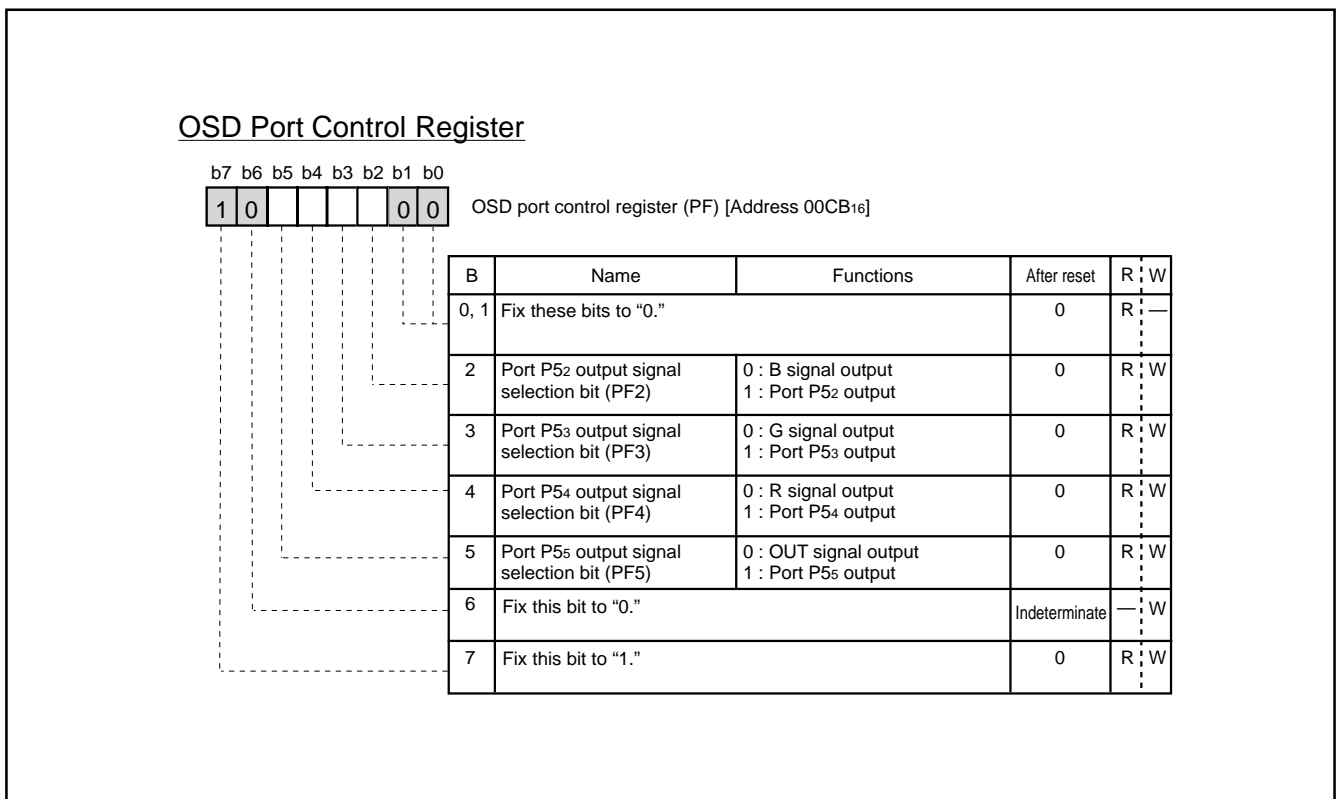 OSD Port Control Register
b7 b6 b5 b4 b3 b2 b1 b0
1 0 0 0 OSD port control register (PF) [Address 00CB16]
B Name Functions After reset R W
0, 1 Fix these bits to “0.” 0 R —
2 Port P52 output signal 0 : B signal output 0 R W
selection bit (PF2) 1 : Port P52 output
3 Port P53 output signal 0 : G signal output 0 R W
selection bit (PF3) 1 : Port P53 output
4 Port P54 output signal 0 : R signal output 0 R W
selection bit (PF4) 1 : Port P54 output
5 Port P55 output signal 0 : OUT signal output 0 R W
selection bit (PF5) 1 : Port P55 output
6 Fix this bit to “0.” Indeterminate — W
7 Fix this bit to “1.” 0 R W